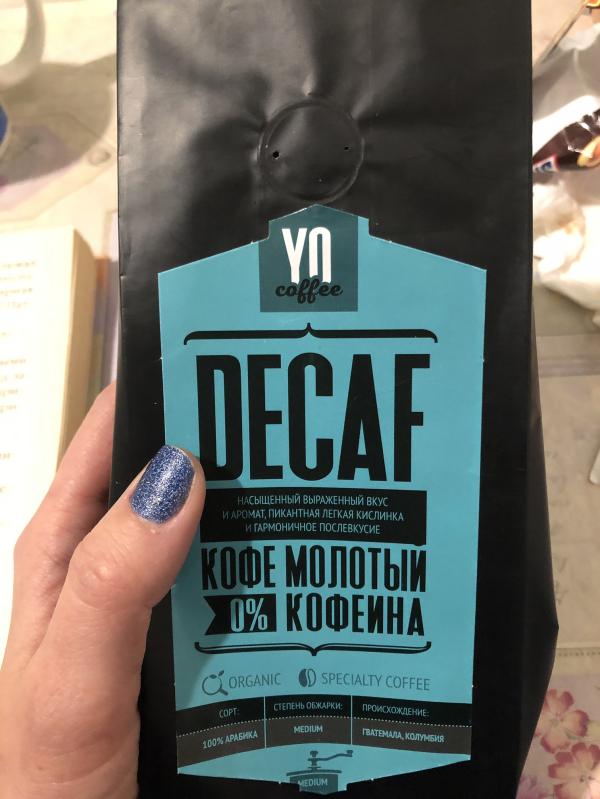 YO
coffee
DECAF
НАСЫЩЕННЫЙ ВЫРАЖЕННЫЙ ВКУС
И АРОМАТ, ПИКАНТНАЯ ЛЕГКАЯ КИСЛИНКА
И ГАРМОНИЧНОЕ ПОСЛЕВКУСИЕ
КОФЕ МОЛОТЫЙ
0% КОФЕИНА
ORGANIC SPECIALTY COFFEE
СОРТ: СТЕПЕНЬ ОБЖАРКИ: ПРОИСХОЖДЕНИЕ:
100% АРАБИКА MEDIUM ГВАТЕМАЛА, КОЛУМБИЯ
MEDIUM